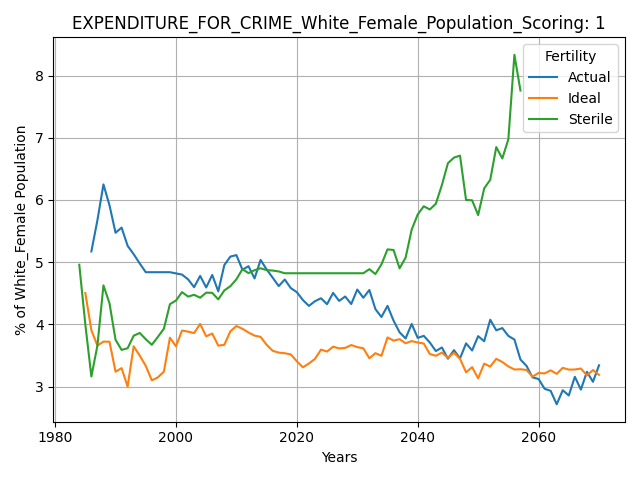 EXPENDITURE_FOR_CRIME_White_Female_Population_Scoring: 1
Fertility
Actual
Ideal
Sterile
% of White_Female Population
8
7
6
5
4
3
1980
2000
2020
2040
2060
Years